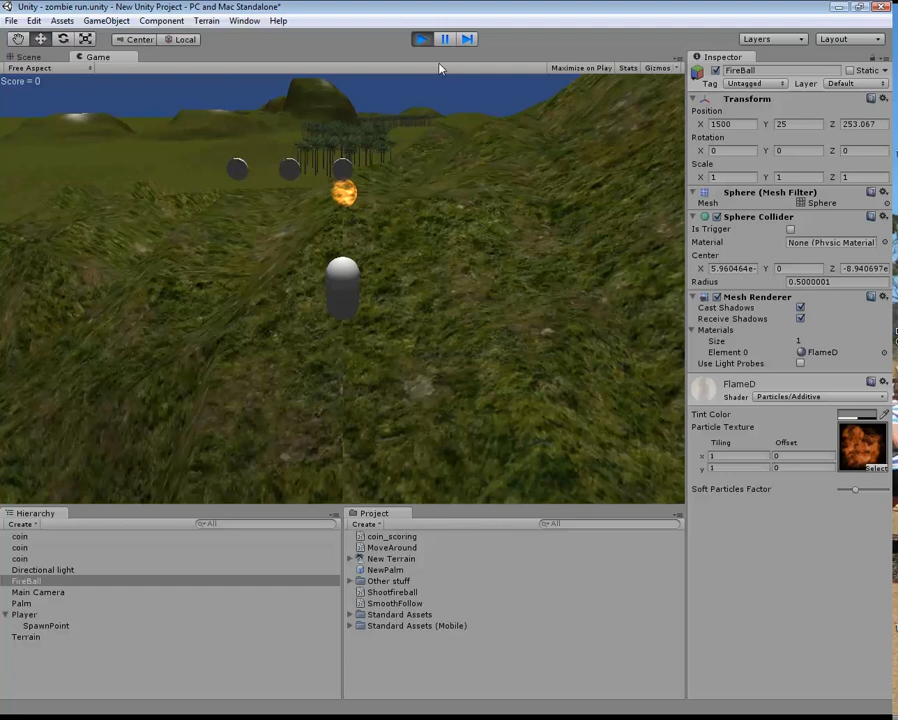 Unity - zombie run.unity - New Unity Project - PC and Mac Standalone*
File Edit Assets GameObject Component Terrain Window Help
Center Local Layers Layout
Scene Game Inspector
Free Aspect Maximize on Play Stats Gizmos
Score = 0
FireBall Static
Tag Untagged Layer Default
Transform
Position
X 1500 Y 25 Z 253.067
Rotation
X 0 Y 0 Z 0
Scale
X 1 Y 1 Z 1
Sphere (Mesh Filter)
Mesh Sphere
Sphere Collider
Is Trigger
Material None (Physic Material
Center
X 5.960464e- Y 0 Z -8.940697e
Radius 0.5000001
Mesh Renderer
Cast Shadows
Receive Shadows
Materials
Size 1
Element 0 FlameD
Use Light Probes
FlameD
Shader Particles/Additive
Tint Color
Particle Texture
Tiling Offset
x 1 0
y 1 0
Select
Soft Particles Factor
Hierarchy
Create All
coin
coin
coin
Directional light
FireBall
Main Camera
Palm
Player
SpawnPoint
Terrain
Project
Create All
coin_scoring
MoveAround
New Terrain
NewPalm
Other stuff
Shootfireball
SmoothFollow
Standard Assets
Standard Assets (Mobile)